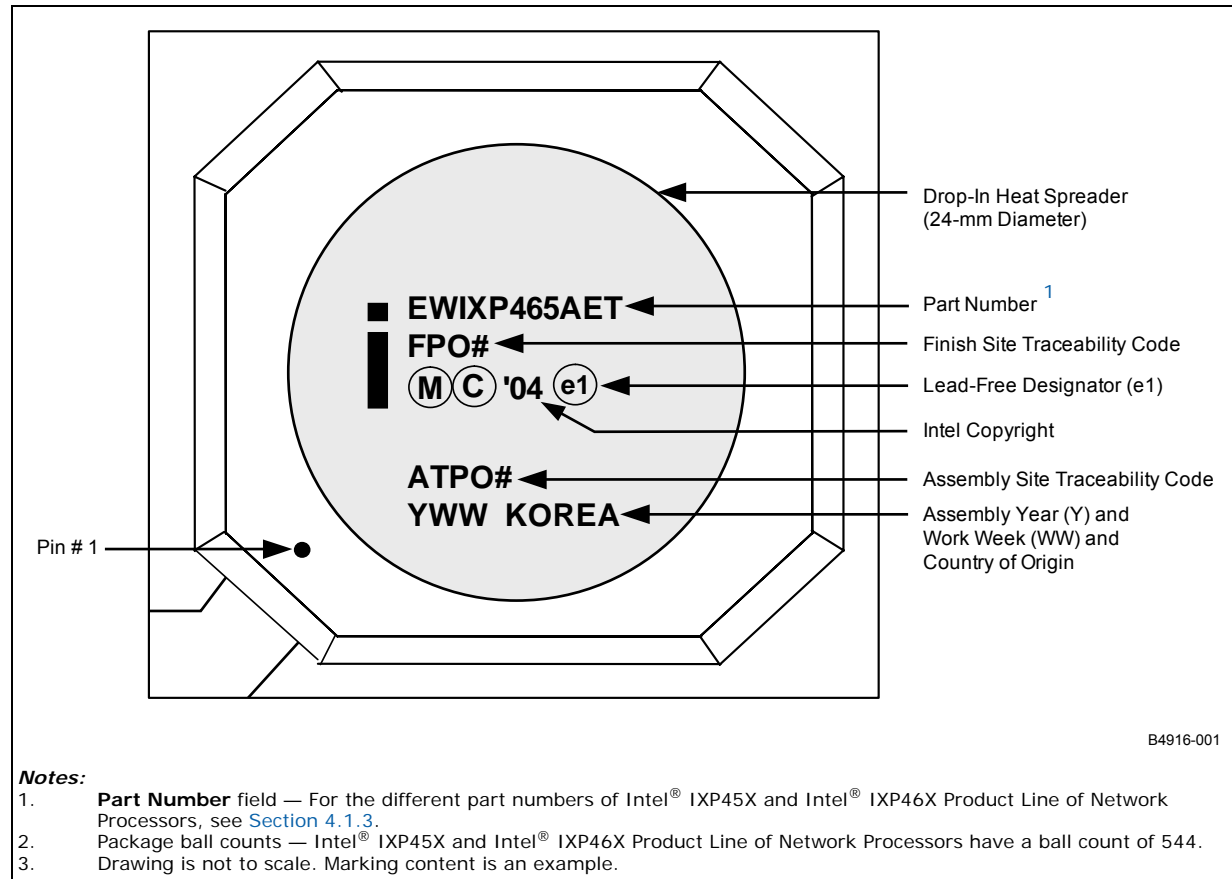 EWIXP465AET
FPO#
M C '04 e1
ATPO#
YWW KOREA
Pin # 1
Drop-In Heat Spreader
(24-mm Diameter)
Part Number 1
Finish Site Traceability Code
Lead-Free Designator (e1)
Intel Copyright
Assembly Site Traceability Code
Assembly Year (Y) and
Work Week (WW) and
Country of Origin
B4916-001
Notes:
1. Part Number field — For the different part numbers of Intel® IXP45X and Intel® IXP46X Product Line of Network
Processors, see Section 4.1.3.
2. Package ball counts — Intel® IXP45X and Intel® IXP46X Product Line of Network Processors have a ball count of 544.
3. Drawing is not to scale. Marking content is an example.